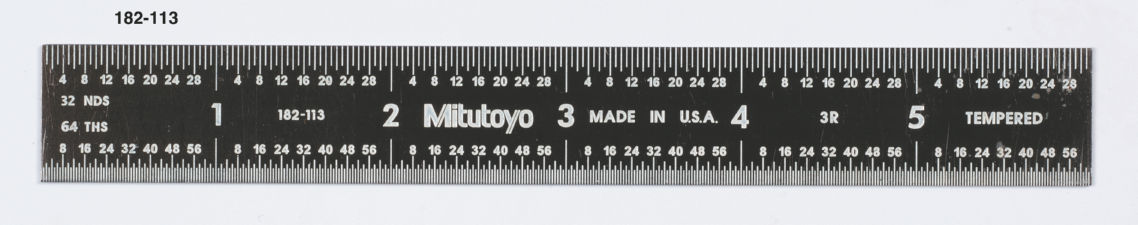 182-113
4 8 12 16 20 24 28 4 8 12 16 20 24 28 4 8 12 16 20 24 28 4 8 12 16 20 24 28 4 8 12 16 20 24 28 4 8 12 16 20 24 28
32 NDS
1 182-113 2 Mitutoyo 3 MADE IN U.S.A. 4 3R 5 TEMPERED
64 THS
8 16 24 32 40 48 56 8 16 24 32 40 48 56 8 16 24 32 40 48 56 8 16 24 32 40 48 56 8 16 24 32 40 48 56 8 16 24 32 40 48 56